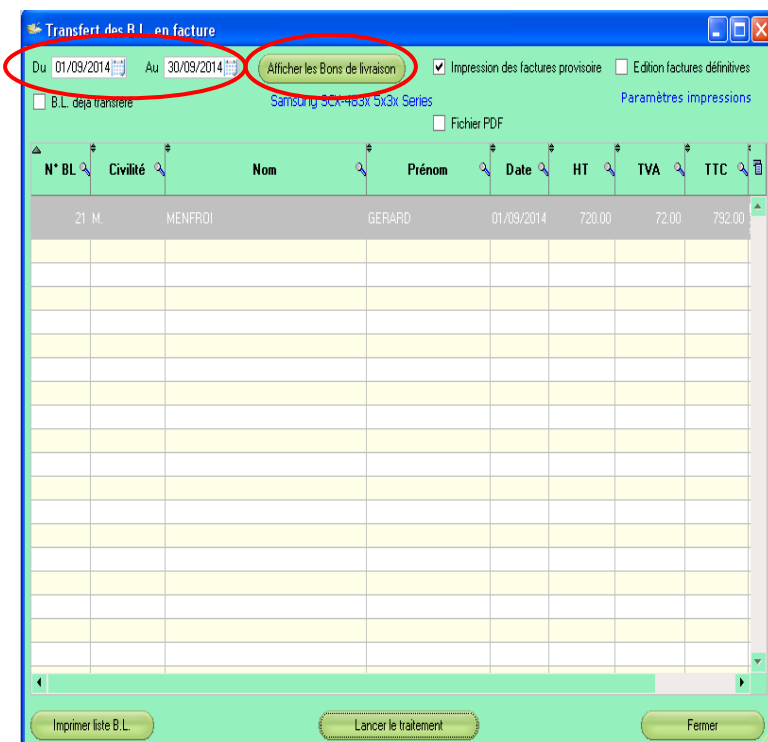 Transfert des B.L. en facture
Du 01/09/2014 Au 30/09/2014 Afficher les Bons de livraison Impression des factures provisoire Edition factures définitives
B.L. déja transféré Samsung SCX-483x 5x3x Series Paramètres impressions
Fichier PDF
N° BL Civilité Nom Prénom Date HT TVA TTC
21 M. MENFROI GERARD 01/09/2014 720.00 72.00 792.00
Imprimer liste B.L. Lancer le traitement Fermer